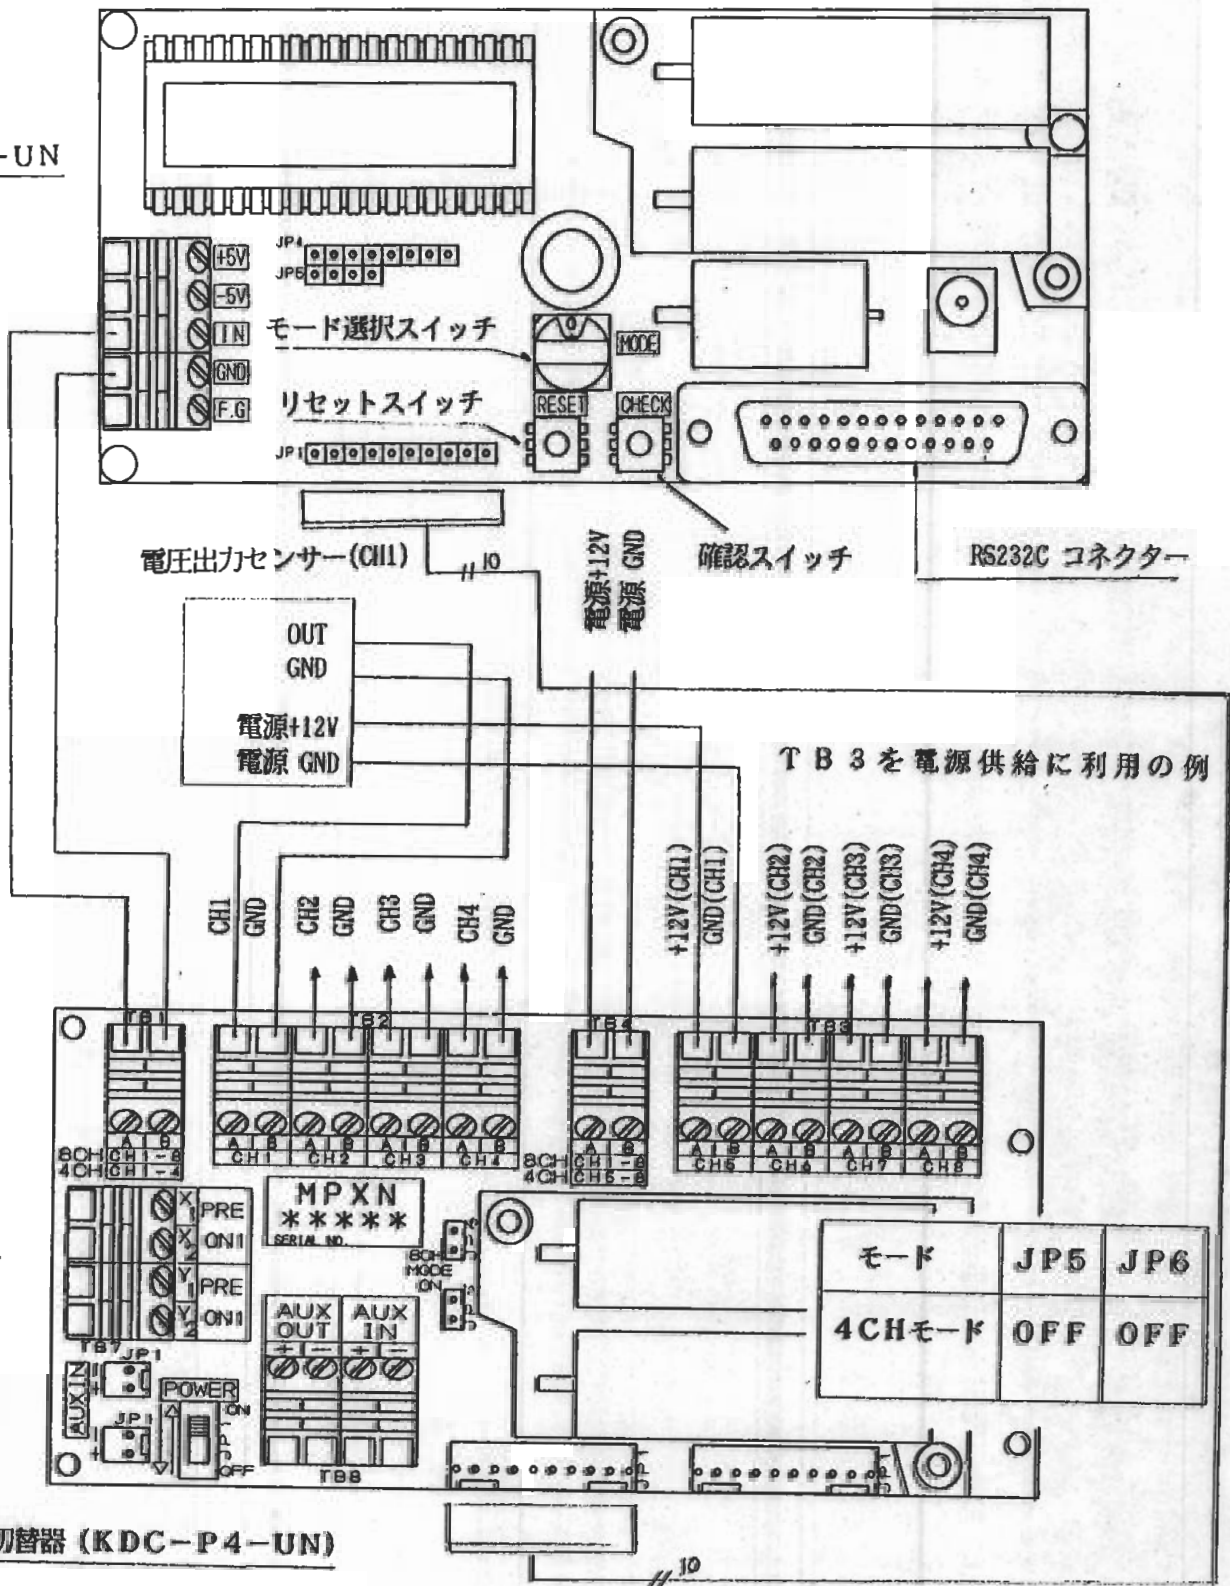 -UN
JP4
JP5
+5V
-5V
IN
GND
F.G
モード選択スイッチ
MODE
リセットスイッチ
RESET
CHECK
JP1
電圧出力センサー(CH1)
10
電源+12V
電源 GND
確認スイッチ
RS232C コネクター
OUT
GND
電源+12V
電源 GND
TB3を電源供給に利用の例
CH1
GND
CH2
GND
CH3
GND
CH4
GND
+12V(CH1)
GND(CH1)
+12V(CH2)
GND(CH2)
+12V(CH3)
GND(CH3)
+12V(CH4)
GND(CH4)
TB1
TB2
TB4
TB3
A B
A B A B A B A B
A B
A B A B A B A B
8CH CH1-8
4CH CH1-4
CH1 CH2 CH3 CH4
8CH CH1-8
4CH CH5-8
CH5 CH6 CH7 CH8
X1 PRE
X2 ON1
Y1 PRE
Y2 ON1
TB7
MPXN
*****
SERIAL NO.
8CH
MODE
ON
AUX OUT
AUX IN
+ - + -
TB8
AUX IN
JP1
JP1
POWER
ON
OFF
モード JP5 JP6
4CHモード OFF OFF
切替器 (KDC-P4-UN)
10